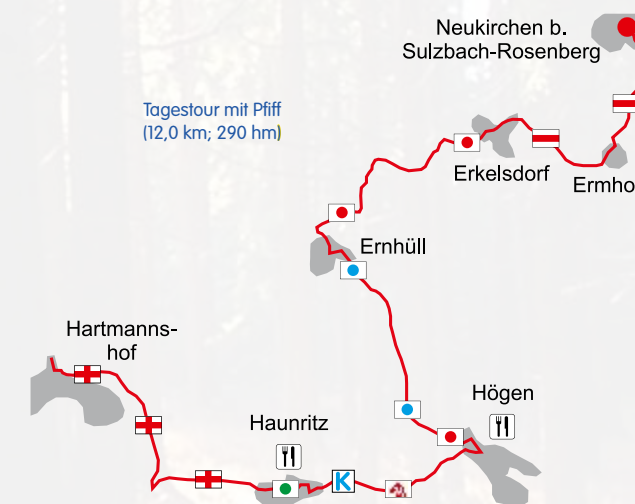 Neukirchen b.
Sulzbach-Rosenberg
Tagestour mit Pfiff
(12,0 km; 290 hm)
Erkelsdorf
Ermho
Ernhüll
Hartmanns-
hof
Högen
Haunritz
K